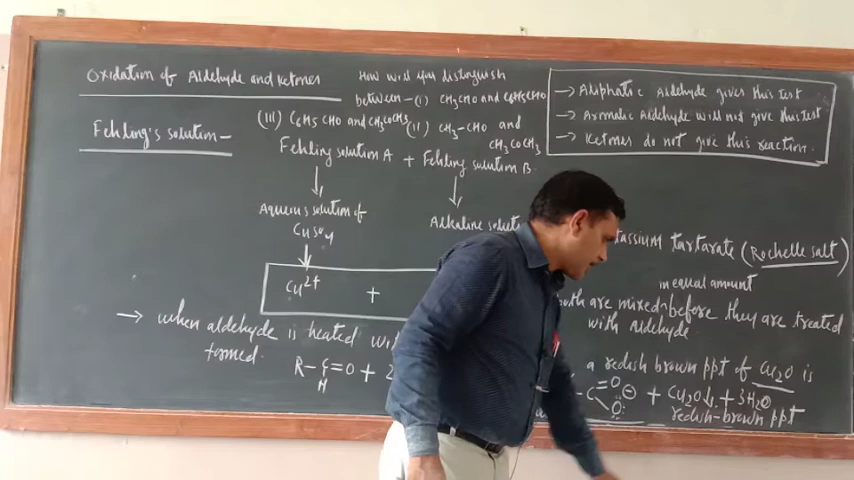 Oxidation of Aldehyde and Ketones
How will you distinguish
between - (i) CH3CHO and C6H5CHO
(iii) C6H5CHO and CH3COCH3 (ii) CH3-CHO and
CH3COCH3
→ Aliphatic Aldehyde gives this test
→ Aromatic Aldehyde will not give this test
→ Ketones do not give this reaction.
Fehling's solution -
Fehling solution A + Fehling solution B
Aqueous solution of
CuSO4
Alkaline solut
tassium tartarate (Rochelle salt)
Cu2+ +
in equal amount
both are mixed before they are treated
with Aldehyde
→ when aldehyde is heated wi
a redish brown ppt of Cu2O is
formed.
R-C=O + 2
H
-C=O ⊖ + Cu2O↓ + 3H2O
O
redish-brown ppt